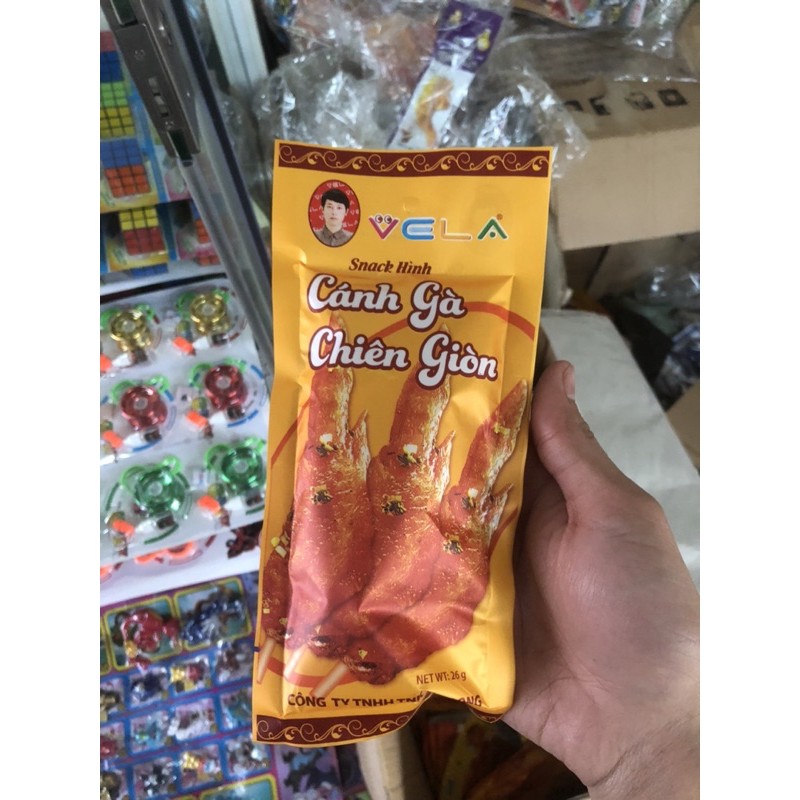 VELA
Snack Hình
Cánh Gà
Chiên Giòn
NET WT: 26 g
CÔNG TY TNHH